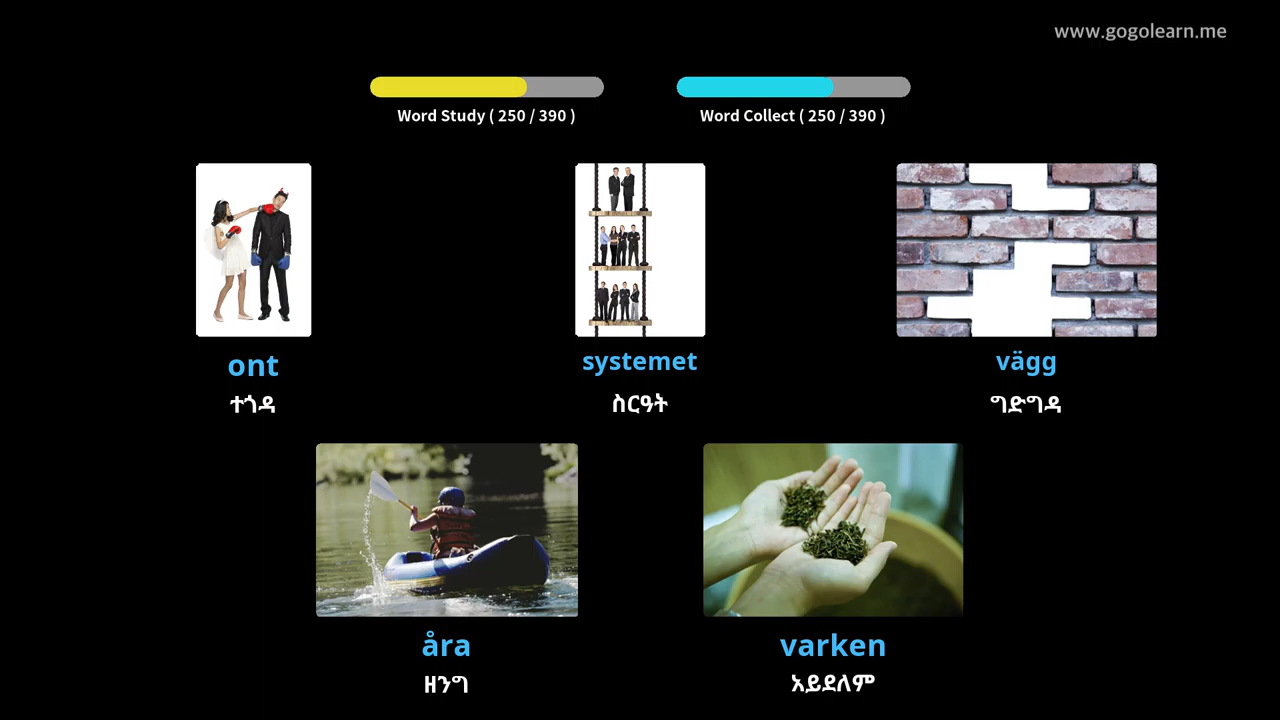 www.gogolearn.me
Word Study ( 250 / 390 )
Word Collect ( 250 / 390 )
ont
systemet
vägg
ተጎዳ
ስርዓት
ግድግዳ
åra
varken
ዘንግ
አይደለም